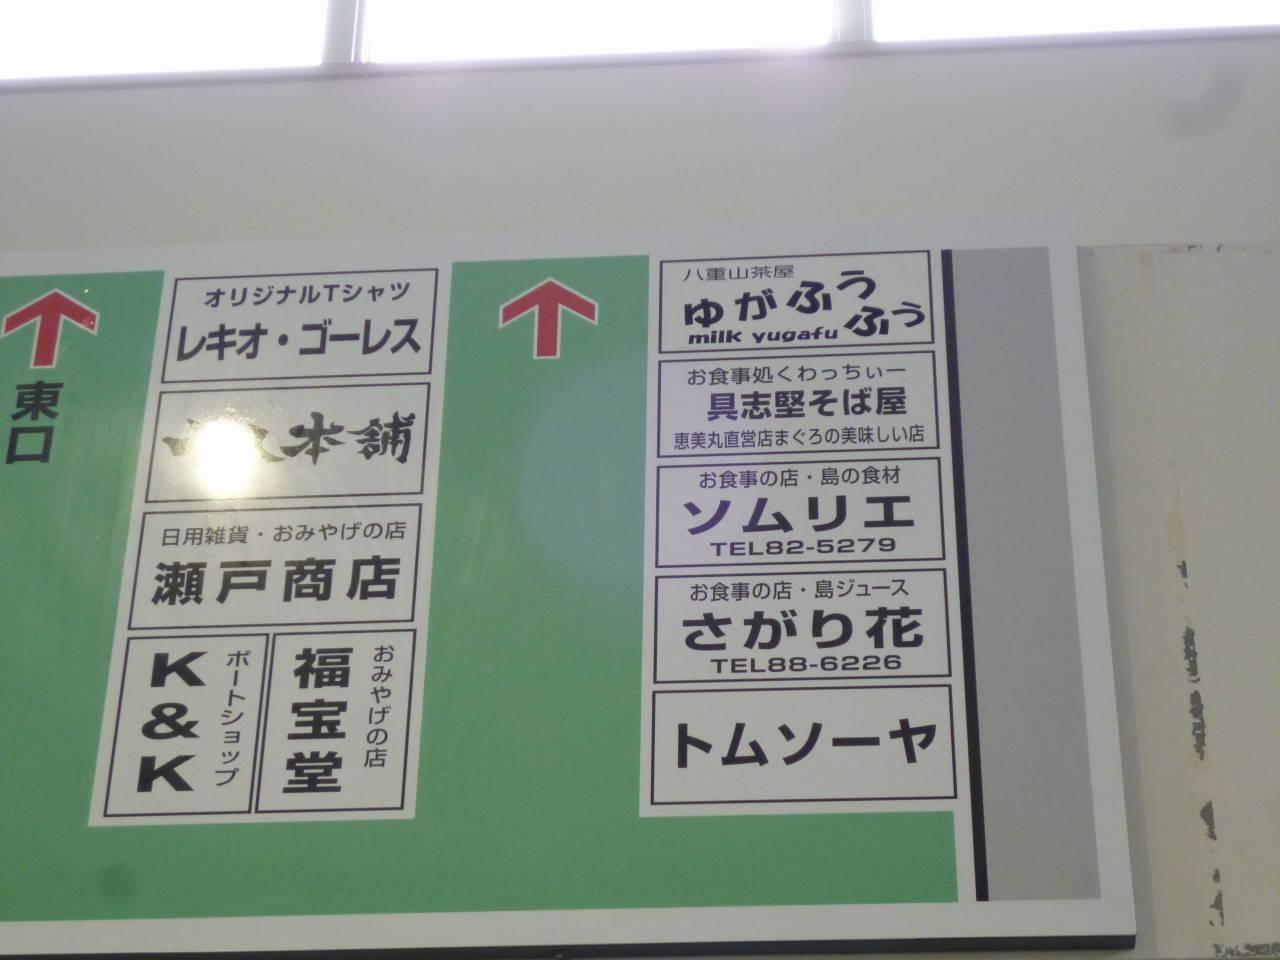 東口
オリジナルTシャツ
レキオ・ゴーレス
本舗
日用雑貨・おみやげの店
瀬戸商店
K&K
ポートショップ
福宝堂
おみやげの店
八重山茶屋
ゆがふうふぅ
milk yugafu
お食事処くわっちぃー
具志堅そば屋
恵美丸直営店まぐろの美味しい店
お食事の店・島の食材
ソムリエ
TEL82-5279
お食事の店・島ジュース
さがり花
TEL88-6226
トムソーヤ